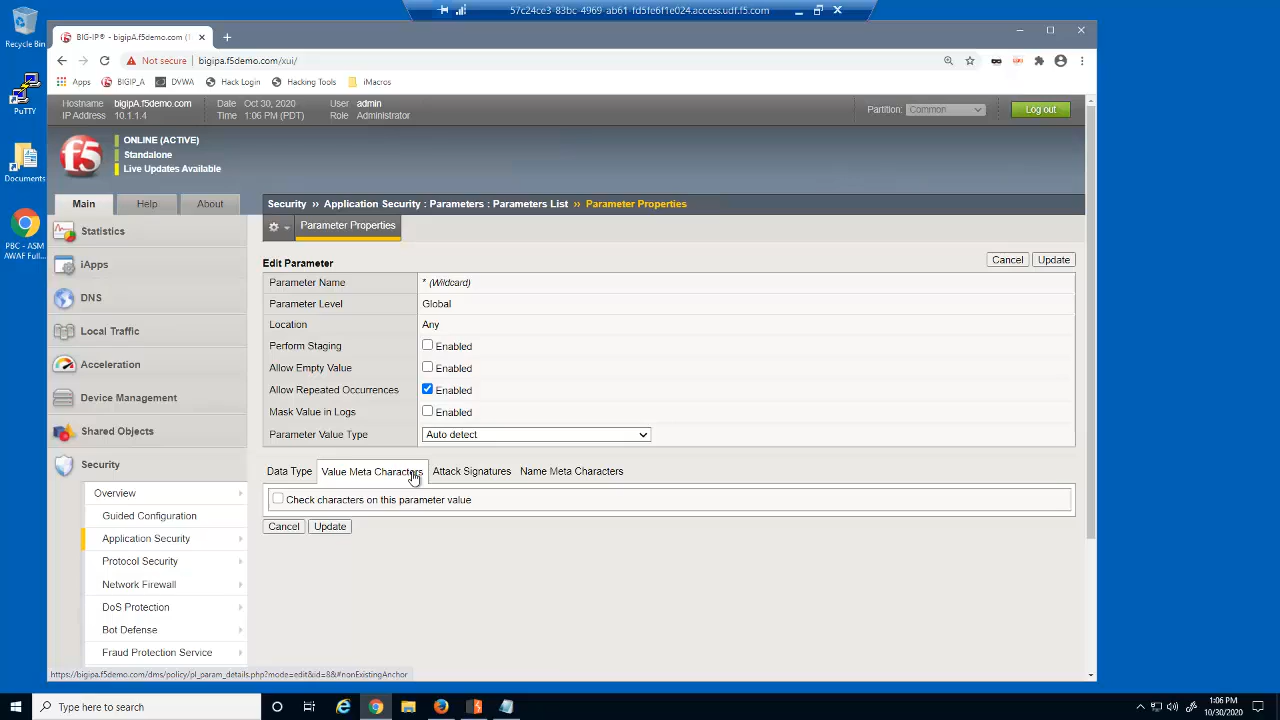 57c24ce3-83bc-4969-ab61-fd5fe6f1e024.access.udf.f5.com
Recycle Bin
PuTTY
Documents
PBC - ASM
AWAF Full...
BIG-IP® - bigipA.f5demo.com (1
Not secure | bigipa.f5demo.com/xui/
Apps BIGIP_A DVWA Hack Login Hacking Tools iMacros
Hostname bigipA.f5demo.com Date Oct 30, 2020 User admin
IP Address 10.1.1.4 Time 1:06 PM (PDT) Role Administrator
Partition: Common Log out
f5
ONLINE (ACTIVE)
Standalone
Live Updates Available
Main Help About
Security ›› Application Security : Parameters : Parameters List ›› Parameter Properties
Parameter Properties
Statistics
iApps
DNS
Local Traffic
Acceleration
Device Management
Shared Objects
Security
Overview
Guided Configuration
Application Security
Protocol Security
Network Firewall
DoS Protection
Bot Defense
Fraud Protection Service
Edit Parameter Cancel Update
Parameter Name * (Wildcard)
Parameter Level Global
Location Any
Perform Staging Enabled
Allow Empty Value Enabled
Allow Repeated Occurrences Enabled
Mask Value in Logs Enabled
Parameter Value Type Auto detect
Data Type Value Meta Characters Attack Signatures Name Meta Characters
Check characters on this parameter value
Cancel Update
https://bigipa.f5demo.com/dms/policy/pl_param_details.php?mode=edit&id=8&#nonExistingAnchor
Type here to search
1:06 PM
10/30/2020